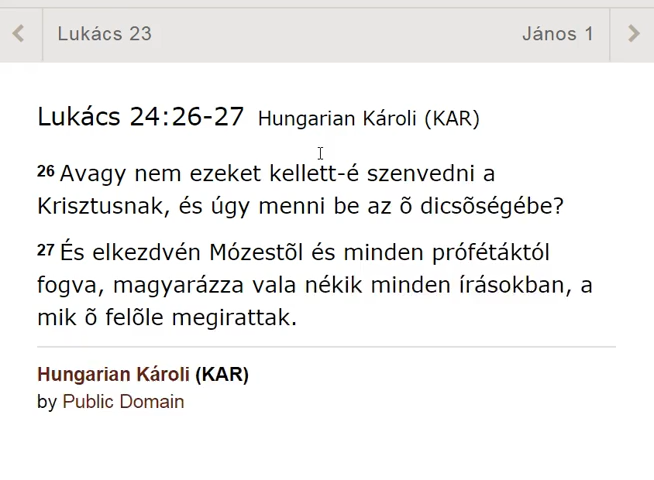 Lukács 23
János 1
Lukács 24:26-27 Hungarian Károli (KAR)
26 Avagy nem ezeket kellett-é szenvedni a
Krisztusnak, és úgy menni be az õ dicsõségébe?
27 És elkezdvén Mózestõl és minden prófétáktól
fogva, magyarázza vala nékik minden írásokban, a
mik õ felõle megirattak.
Hungarian Károli (KAR)
by Public Domain